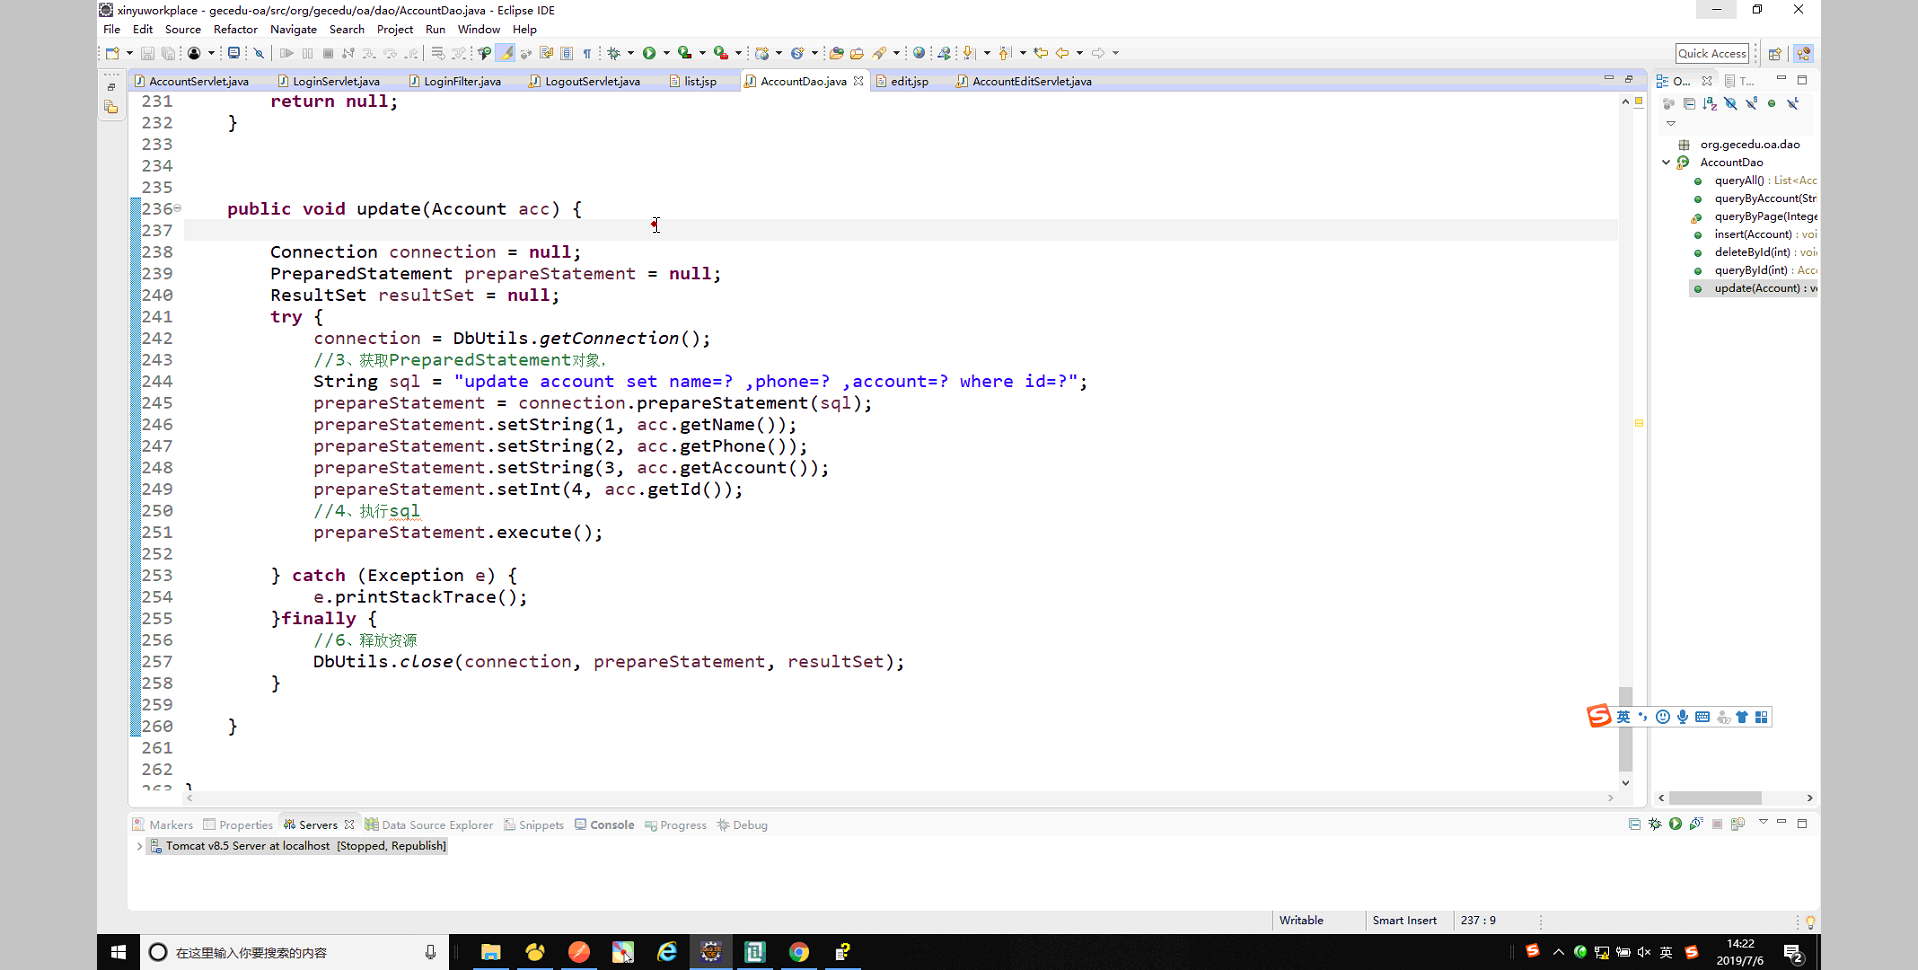 xinyuworkplace - gecedu-oa/src/org/gecedu/oa/dao/AccountDao.java - Eclipse IDE
File Edit Source Refactor Navigate Search Project Run Window Help
Quick Access
AccountServlet.java LoginServlet.java LoginFilter.java LogoutServlet.java list.jsp AccountDao.java edit.jsp AccountEditServlet.java
O... T...
231 return null;
232 }
233
234
235
236 public void update(Account acc) {
237
238 Connection connection = null;
239 PreparedStatement prepareStatement = null;
240 ResultSet resultSet = null;
241 try {
242 connection = DbUtils.getConnection();
243 //3、获取PreparedStatement对象,
244 String sql = "update account set name=? ,phone=? ,account=? where id=?";
245 prepareStatement = connection.prepareStatement(sql);
246 prepareStatement.setString(1, acc.getName());
247 prepareStatement.setString(2, acc.getPhone());
248 prepareStatement.setString(3, acc.getAccount());
249 prepareStatement.setInt(4, acc.getId());
250 //4、执行sql
251 prepareStatement.execute();
252
253 } catch (Exception e) {
254 e.printStackTrace();
255 }finally {
256 //6、释放资源
257 DbUtils.close(connection, prepareStatement, resultSet);
258 }
259
260 }
261
262
263 }
org.gecedu.oa.dao
AccountDao
queryAll() : List<Acc
queryByAccount(Stri
queryByPage(Intege
insert(Account) : voi
deleteById(int) : voi
queryById(int) : Acc
update(Account) : v
英
Markers Properties Servers Data Source Explorer Snippets Console Progress Debug
Tomcat v8.5 Server at localhost [Stopped, Republish]
Writable Smart Insert 237 : 9
在这里输入你要搜索的内容
英
14:22
2019/7/6
2